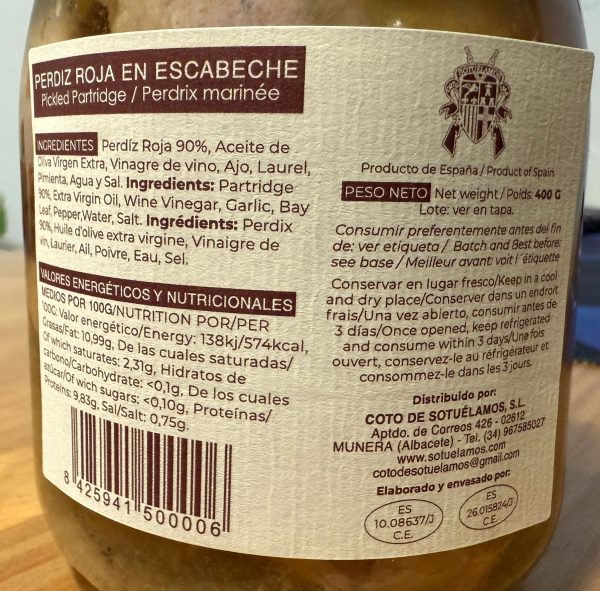 PERDIZ ROJA EN ESCABECHE
Pickled Partridge / Perdrix marinée
INGREDIENTES Perdíz Roja 90%, Aceite de
Oliva Virgen Extra, Vinagre de vino, Ajo, Laurel,
Pimienta, Agua y Sal. Ingredients: Partridge
90%, Extra Virgin Oil, Wine Vinegar, Garlic, Bay
Leaf, Pepper, Water, Salt. Ingrédients: Perdix
90%, Huile d'olive extra virgine, Vinaigre de
vin, Laurier, Ail, Poivre, Eau, Sel.
VALORES ENERGÉTICOS Y NUTRICIONALES
MEDIOS POR 100G/NUTRITION POR/PER
100G: Valor energético/Energy: 138kj/574kcal,
Grasas/Fat: 10,99g, De las cuales saturadas/
Of which saturates: 2,31g, Hidratos de
carbono/Carbohydrate: <0,1g, De los cuales
azúcar/Of wich sugars: <0,10g, Proteínas/
Proteins: 9,83g, Sal/Salt: 0,75g.
8 425941 500006
SOTUÉLAMOS
Producto de España / Product of Spain
PESO NETO Net weight / Poids: 400 G
Lote: ver en tapa.
Consumir preferentemente antes del fin
de: ver etiqueta / Batch and Best before:
see base / Meilleur avant: voit l´étiquette
Conservar en lugar fresco/Keep in a cool
and dry place/Conserver dans un endroit
frais/Una vez abierto, consumir antes de
3 días/Once opened, keep refrigerated
and consume within 3 days/Une fois
ouvert, conservez-le au réfrigérateur et
consommez-le dans les 3 jours.
Distribuido por:
COTO DE SOTUÉLAMOS, S.L.
Aptdo. de Correos 426 - 02612
MUNERA (Albacete) - Tel. (34) 967585027
www.sotuelamos.com
cotodesotuelamos@gmail.com
Elaborado y envasado por:
ES
10.08637/J
C.E.
ES
26.015824/J
C.E.